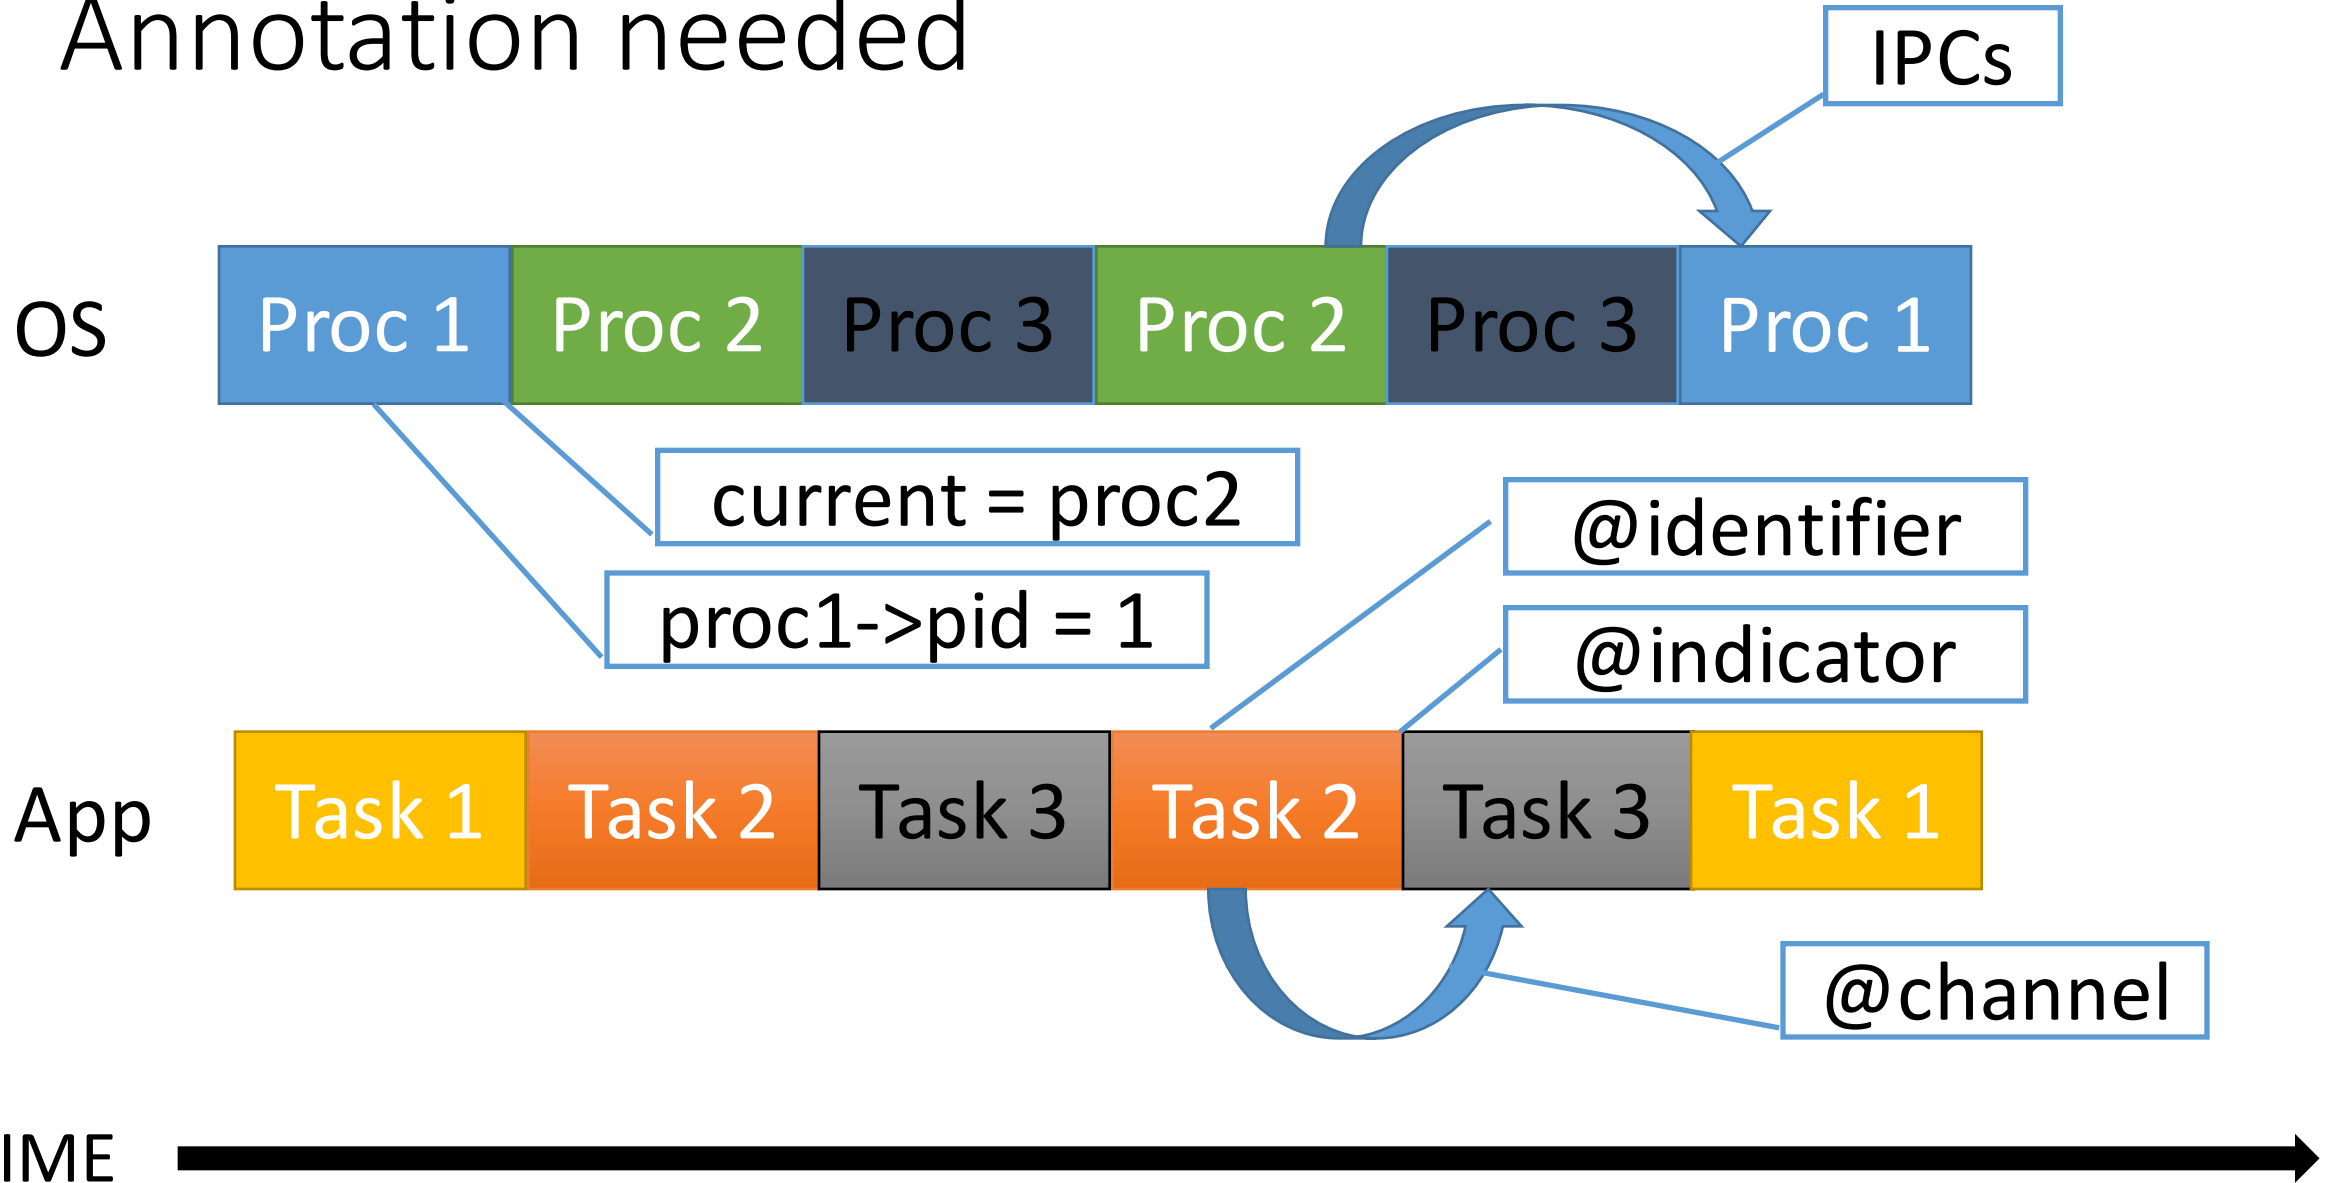 Annotation needed
IPCs
OS
Proc 1 Proc 2 Proc 3 Proc 2 Proc 3 Proc 1
current = proc2
@identifier
proc1->pid = 1
@indicator
App
Task 1 Task 2 Task 3 Task 2 Task 3 Task 1
@channel
IME